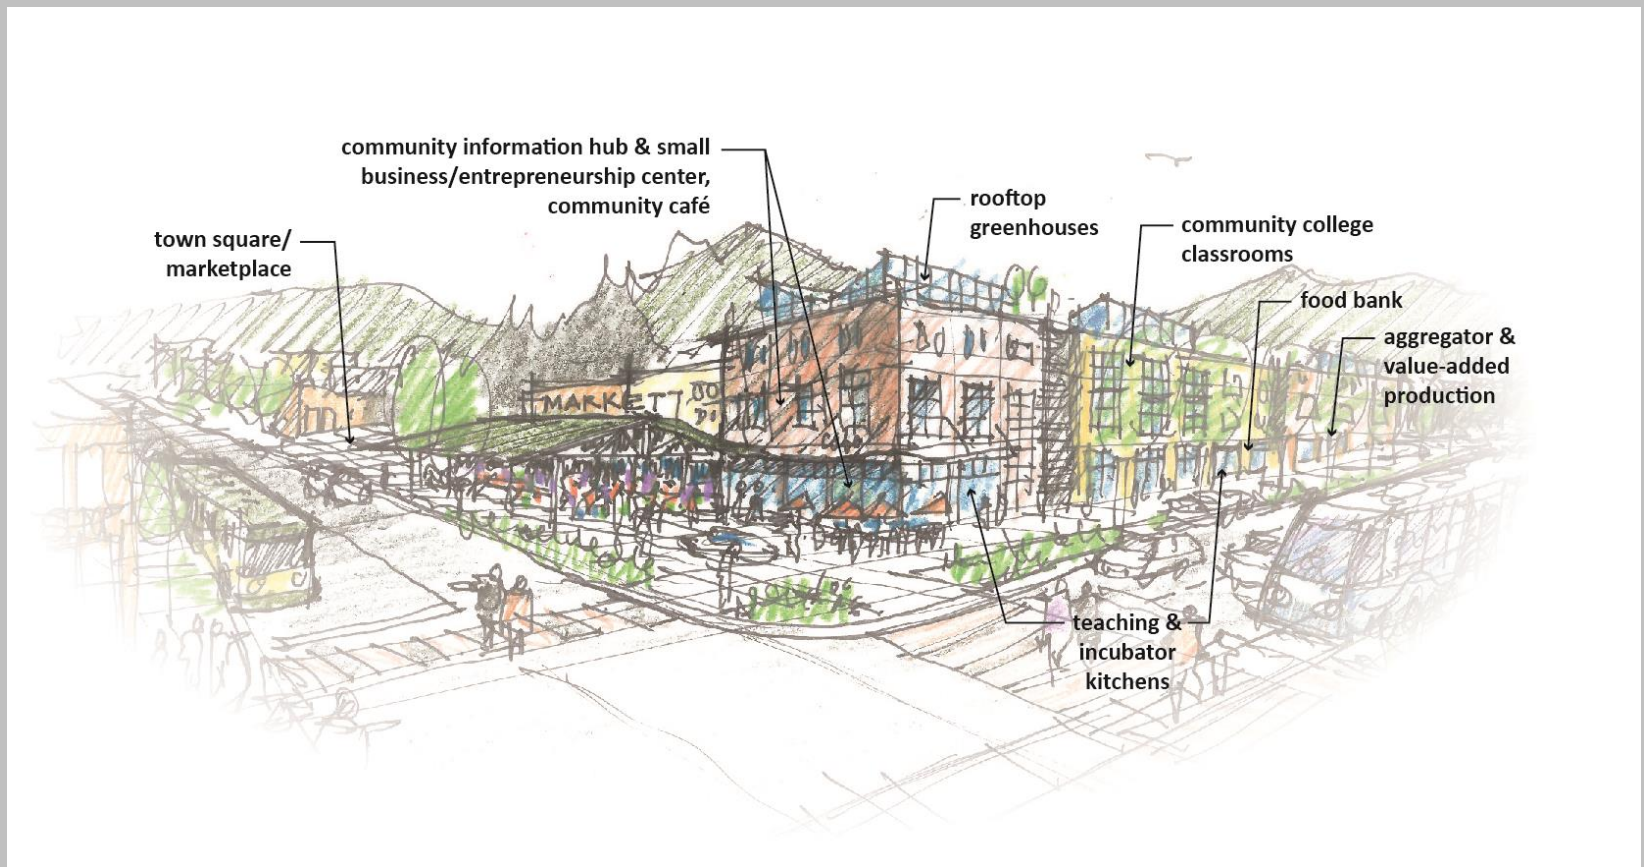 community information hub & small
business/entrepreneurship center,
community café
town square/
marketplace
rooftop
greenhouses
community college
classrooms
food bank
aggregator &
value-added
production
MARKET
teaching &
incubator
kitchens